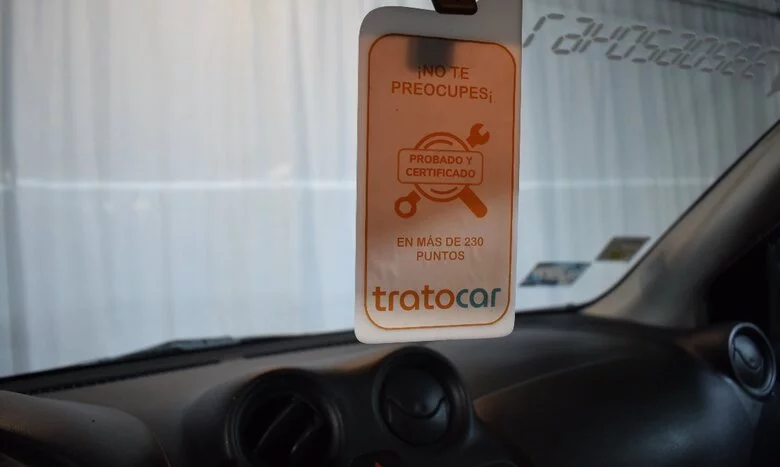 ¡NO TE
PREOCUPES¡
PROBADO Y
CERTIFICADO
EN MÁS DE 230
PUNTOS
tratocar